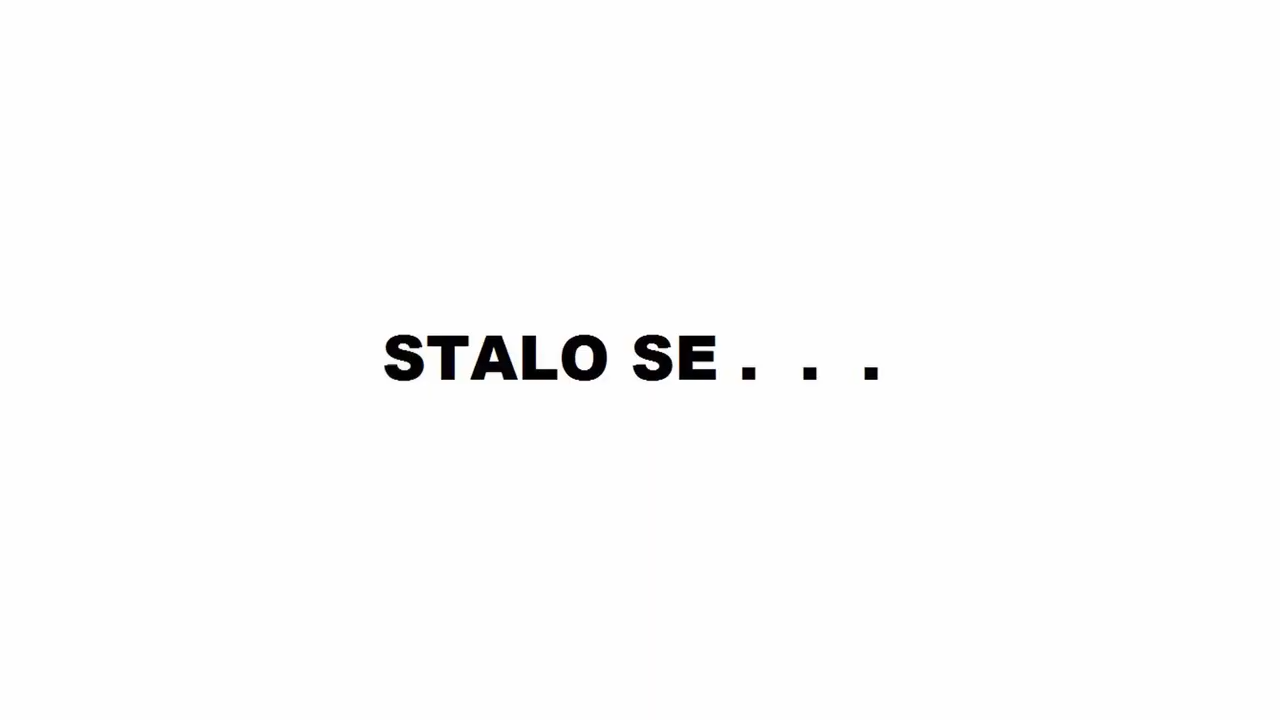 STALO SE . . .